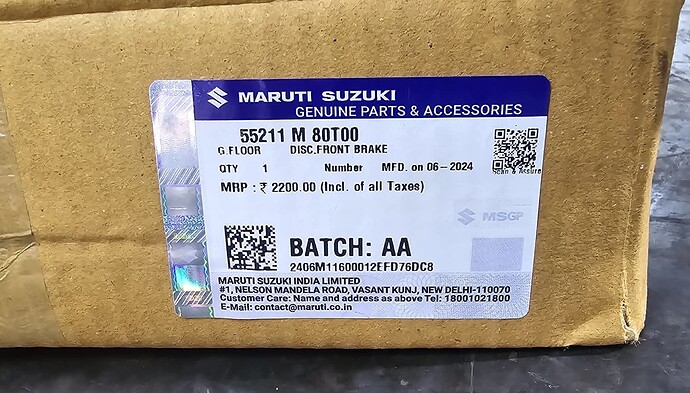 MARUTI SUZUKI
GENUINE PARTS & ACCESSORIES
55211 M 80T00
G.FLOOR DISC,FRONT BRAKE
QTY 1 Number MFD. on 06-2024
Scan & Assure
MRP : ₹ 2200.00 (Incl. of all Taxes)
MSGP
BATCH: AA
2406M11600012EFD76DC8
MARUTI SUZUKI INDIA LIMITED
#1, NELSON MANDELA ROAD, VASANT KUNJ, NEW DELHI-110070
Customer Care: Name and address as above Tel: 18001021800
E-Mail: contact@maruti.co.in